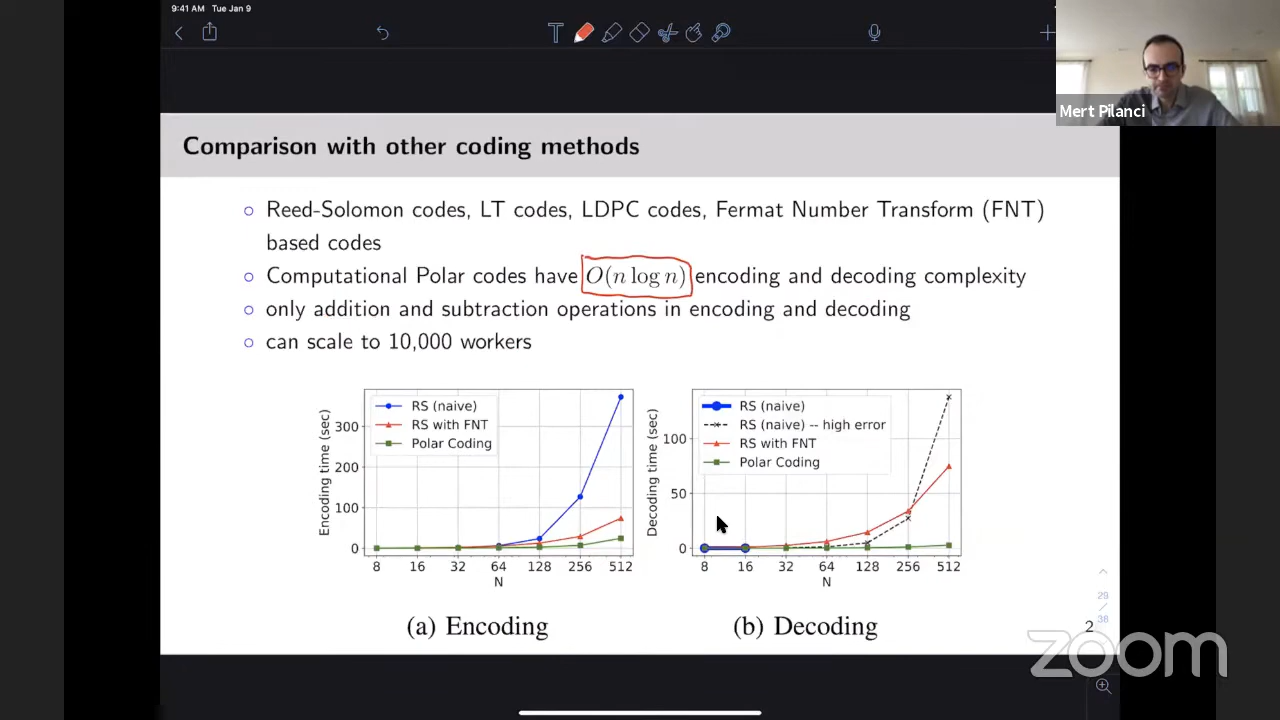 9:41 AM Tue Jan 9
T
Mert Pilanci
Comparison with other coding methods
Reed-Solomon codes, LT codes, LDPC codes, Fermat Number Transform (FNT)
based codes
Computational Polar codes have O(n log n) encoding and decoding complexity
only addition and subtraction operations in encoding and decoding
can scale to 10,000 workers
Encoding time (sec)
300
200
100
0
RS (naive)
RS with FNT
Polar Coding
8 16 32 64 128 256 512
N
(a) Encoding
Decoding time (sec)
100
50
0
RS (naive)
RS (naive) -- high error
RS with FNT
Polar Coding
8 16 32 64 128 256 512
N
(b) Decoding
29
/
38
2
zoom